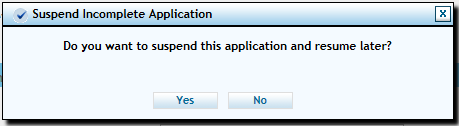 Suspend Incomplete Application
X
Do you want to suspend this application and resume later?
Yes
No